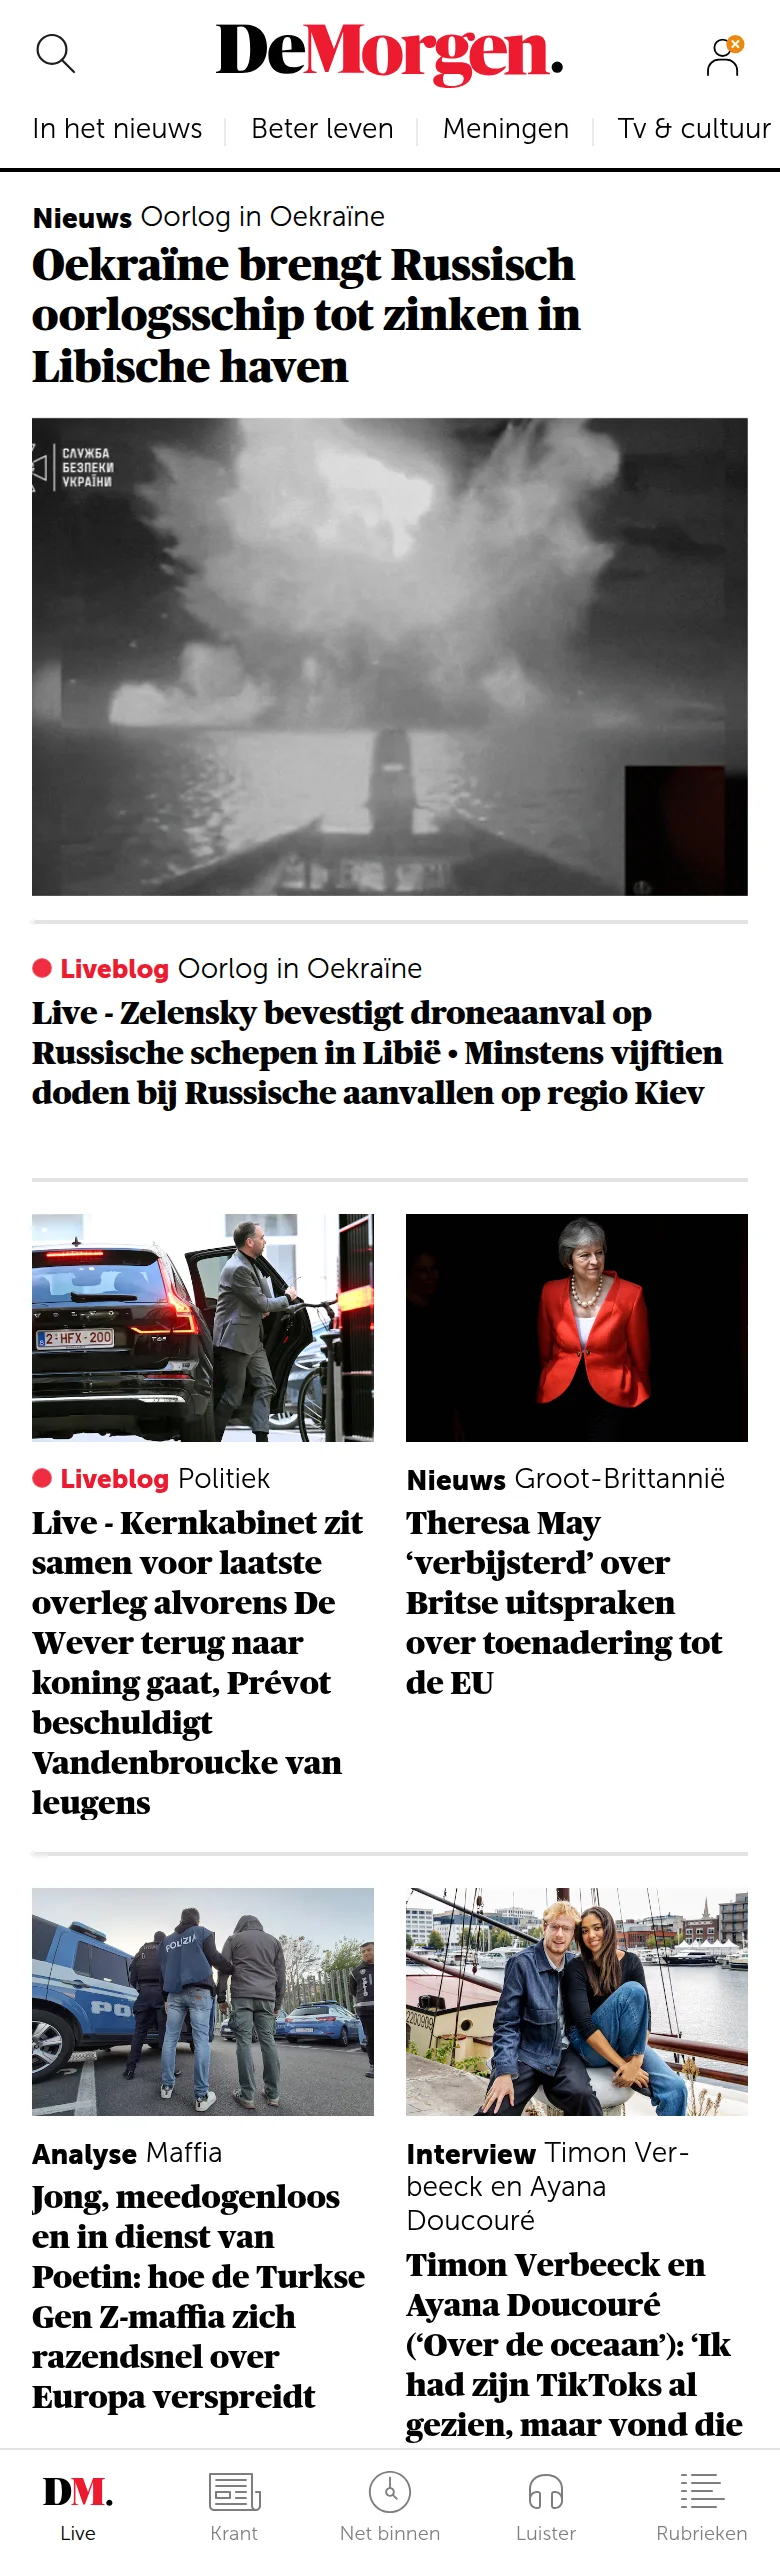 DeMorgen.
In het nieuws
Beter leven
Meningen
Tv & cultuur
Nieuws Oorlog in Oekraïne
Oekraïne brengt Russisch
oorlogsschip tot zinken in
Libische haven
СЛУЖБА
БЕЗПЕКИ
УКРАЇНИ
Liveblog Oorlog in Oekraïne
Live - Zelensky bevestigt droneaanval op
Russische schepen in Libië • Minstens vijftien
doden bij Russische aanvallen op regio Kiev
VOLVO
2-HFX-200
Liveblog Politiek
Live - Kernkabinet zit
samen voor laatste
overleg alvorens De
Wever terug naar
koning gaat, Prévot
beschuldigt
Vandenbroucke van
leugens
Nieuws Groot-Brittannië
Theresa May
‘verbijsterd’ over
Britse uitspraken
over toenadering tot
de EU
POLIZIA
PO
Analyse Maffia
Jong, meedogenloos
en in dienst van
Poetin: hoe de Turkse
Gen Z-maffia zich
razendsnel over
Europa verspreidt
Interview Timon Ver-
beeck en Ayana
Doucouré
Timon Verbeeck en
Ayana Doucouré
(‘Over de oceaan’): ‘Ik
had zijn TikToks al
gezien, maar vond die
DM.
Live
Krant
Net binnen
Luister
Rubrieken